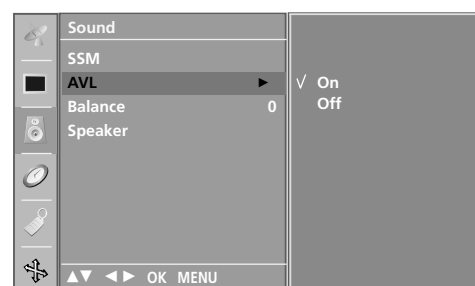 Sound
SSM
AVL ►
Balance 0
Speaker
▲▼ ◄► OK MENU
√ On
Off